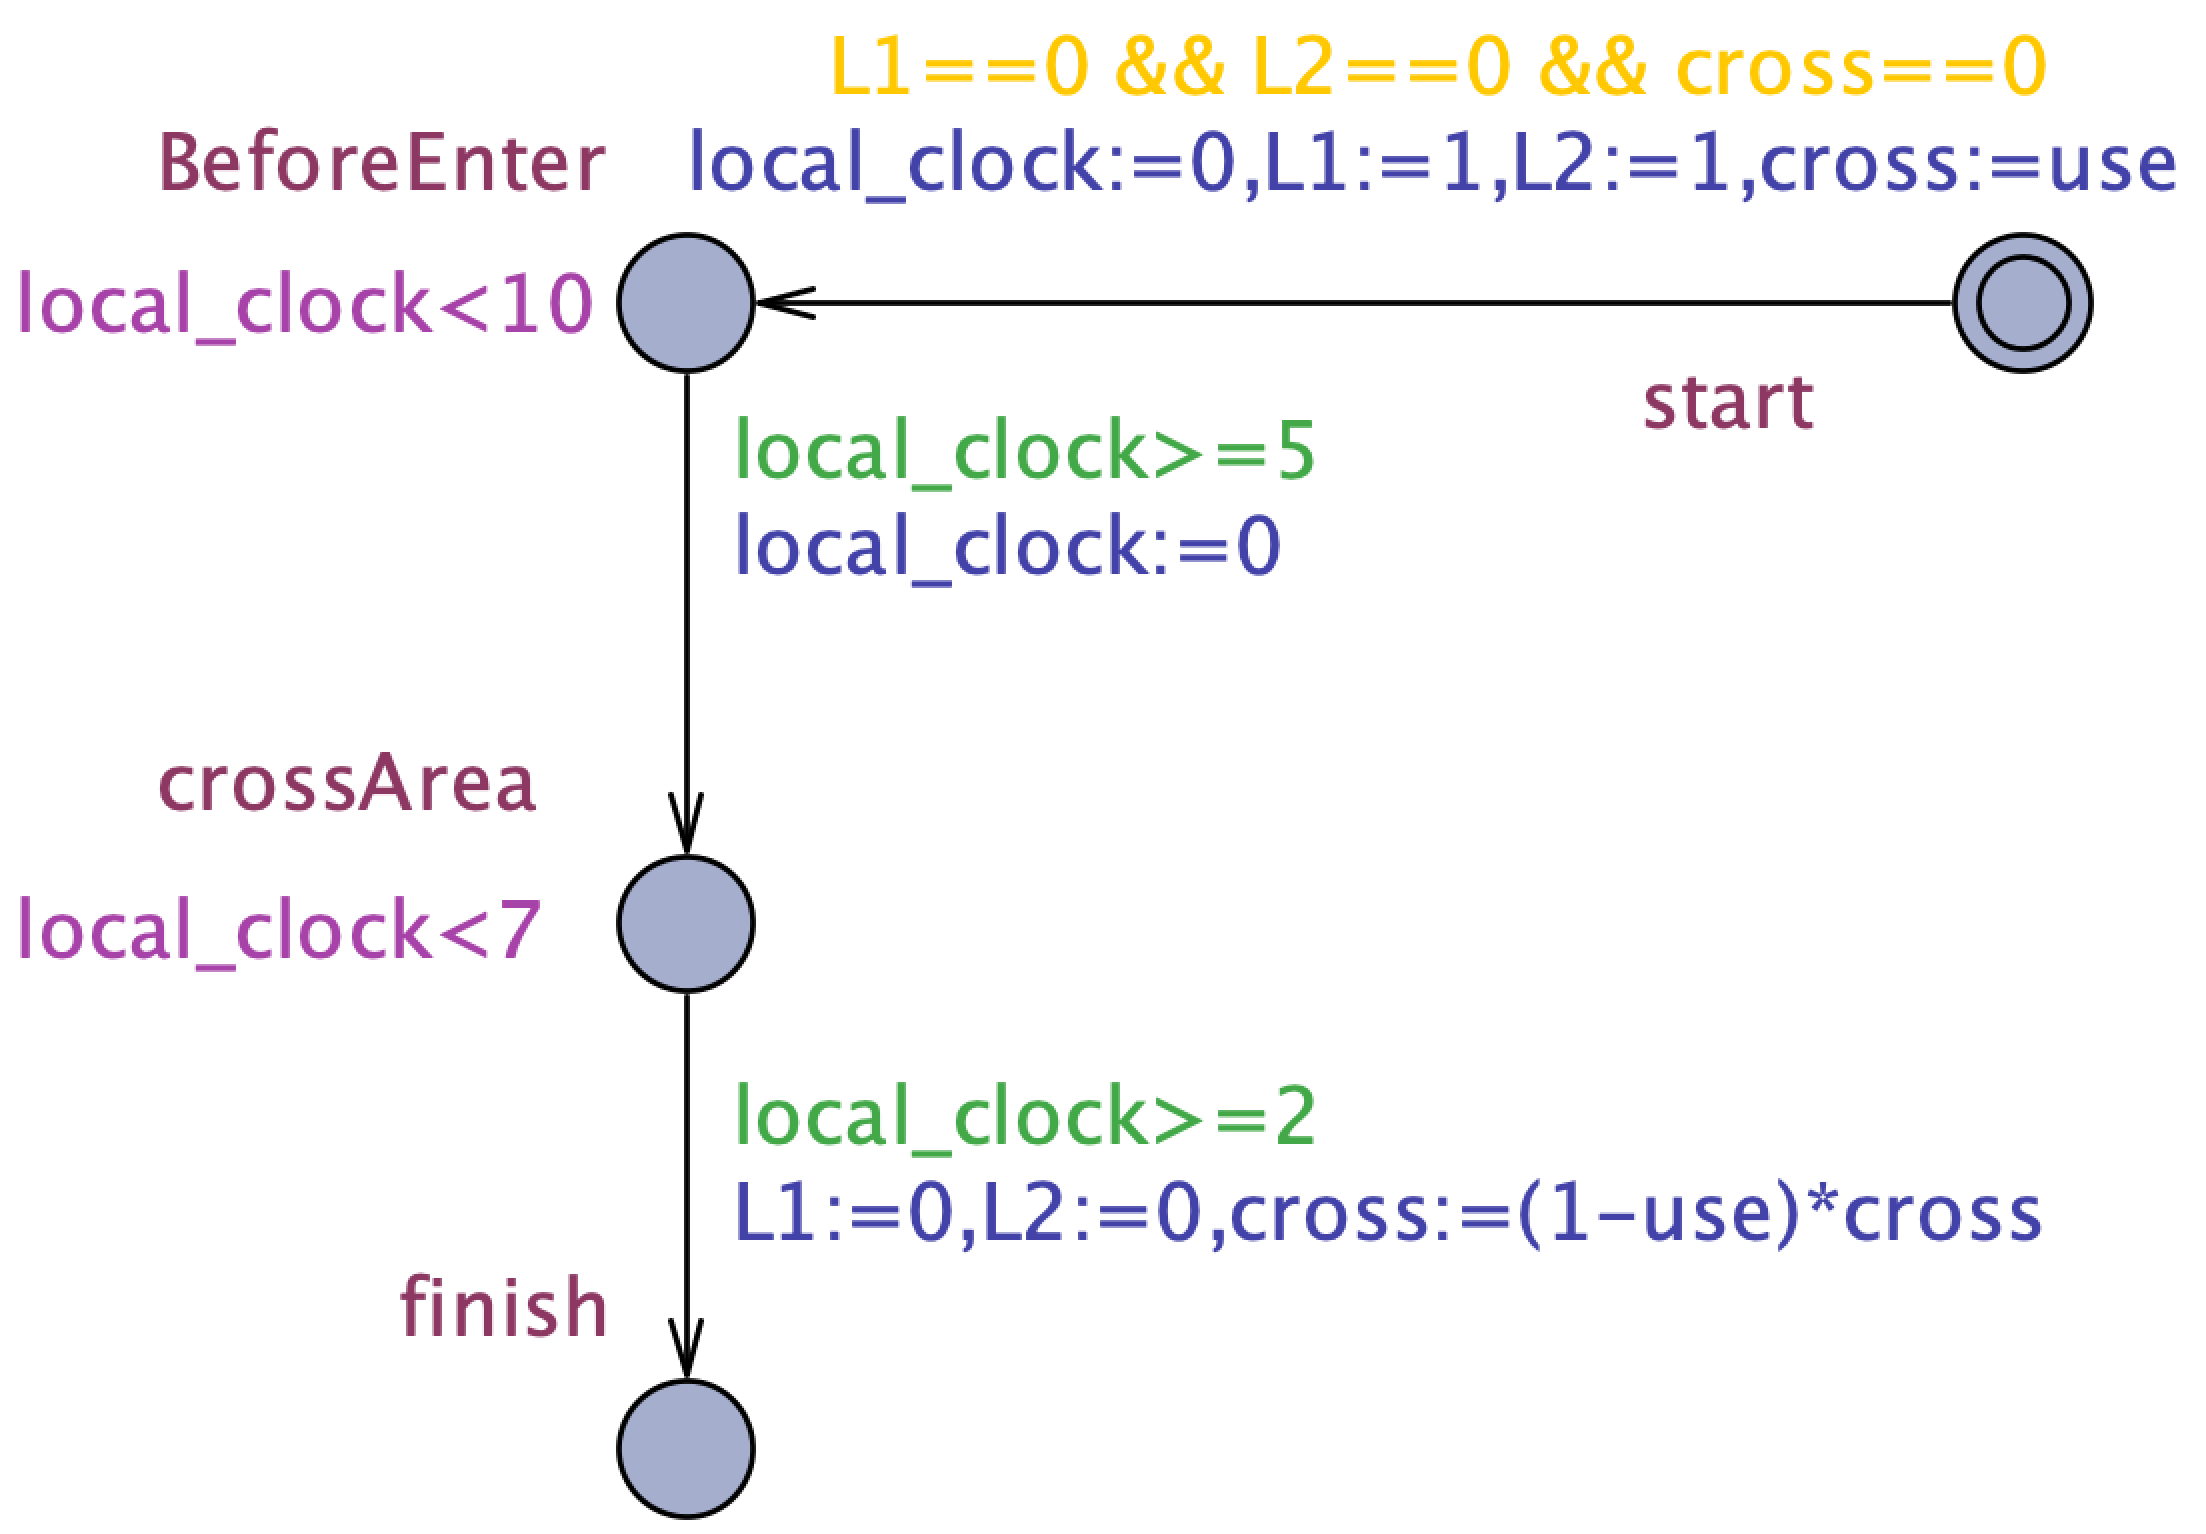 L1==0 && L2==0 && cross==0
BeforeEnter
local_clock:=0,L1:=1,L2:=1,cross:=use
local_clock<10
start
local_clock>=5
local_clock:=0
crossArea
local_clock<7
local_clock>=2
L1:=0,L2:=0,cross:=(1-use)*cross
finish